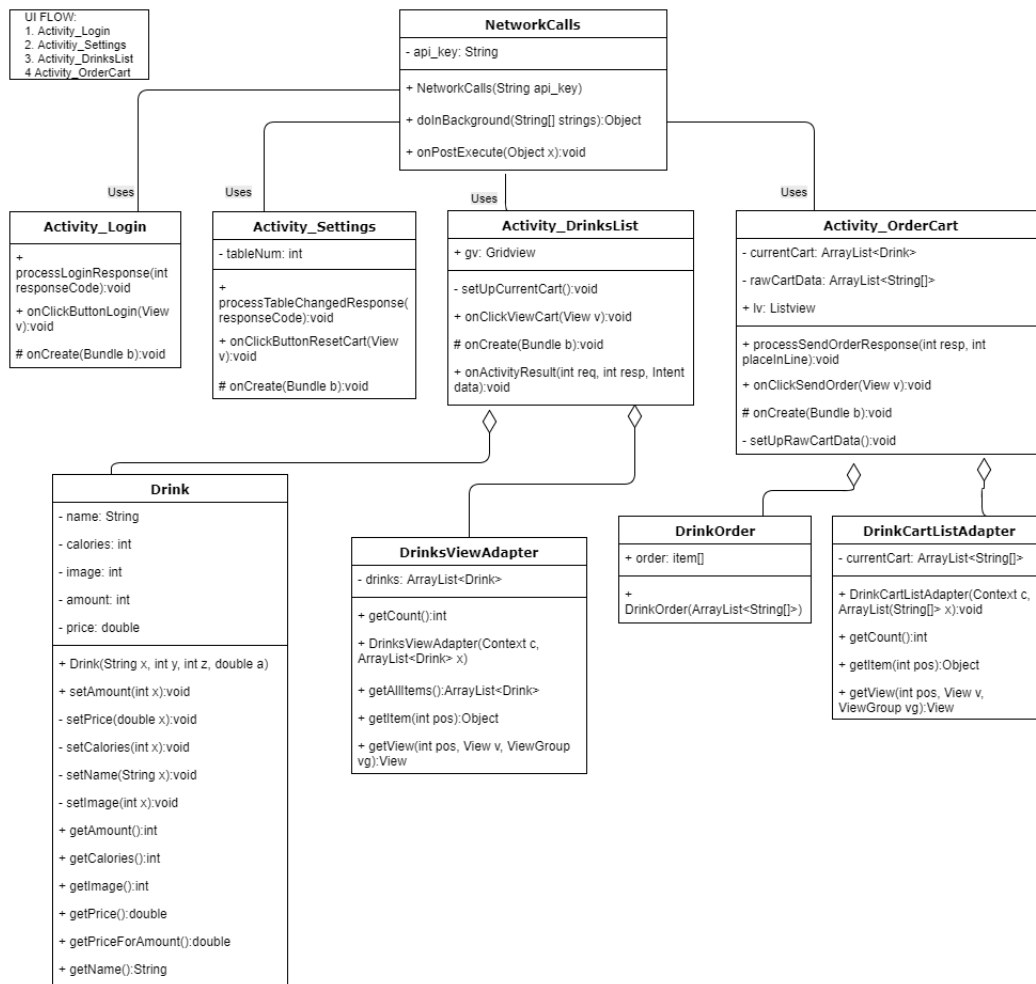 UI FLOW:
1. Activity_Login
2. Activitiy_Settings
3. Activity_DrinksList
4 Activity_OrderCart
NetworkCalls
- api_key: String
+ NetworkCalls(String api_key)
+ doInBackground(String[] strings):Object
+ onPostExecute(Object x):void
Uses
Uses
Uses
Uses
Activity_Login
+
processLoginResponse(int
responseCode):void
+ onClickButtonLogin(View
v):void
# onCreate(Bundle b):void
Activity_Settings
- tableNum: int
+
processTableChangedResponse(
responseCode):void
+ onClickButtonResetCart(View
v):void
# onCreate(Bundle b):void
Activity_DrinksList
+ gv: Gridview
- setUpCurrentCart():void
+ onClickViewCart(View v):void
# onCreate(Bundle b):void
+ onActivityResult(int req, int resp, Intent
data):void
Activity_OrderCart
- currentCart: ArrayList<Drink>
- rawCartData: ArrayList<String[]>
+ lv: Listview
+ processSendOrderResponse(int resp, int
placeInLine):void
+ onClickSendOrder(View v):void
# onCreate(Bundle b):void
- setUpRawCartData():void
Drink
- name: String
- calories: int
- image: int
- amount: int
- price: double
+ Drink(String x, int y, int z, double a)
+ setAmount(int x):void
- setPrice(double x):void
- setCalories(int x):void
- setName(String x):void
- setImage(int x):void
+ getAmount():int
+ getCalories():int
+ getImage():int
+ getPrice():double
+ getPriceForAmount():double
+ getName():String
DrinksViewAdapter
- drinks: ArrayList<Drink>
+ getCount():int
+ DrinksViewAdapter(Context c,
ArrayList<Drink> x)
+ getAllItems():ArrayList<Drink>
+ getItem(int pos):Object
+ getView(int pos, View v, ViewGroup
vg):View
DrinkOrder
+ order: item[]
+
DrinkOrder(ArrayList<String[]>)
DrinkCartListAdapter
- currentCart: ArrayList<String[]>
+ DrinkCartListAdapter(Context c,
ArrayList(String[]> x):void
+ getCount():int
+ getItem(int pos):Object
+ getView(int pos, View v,
ViewGroup vg):View